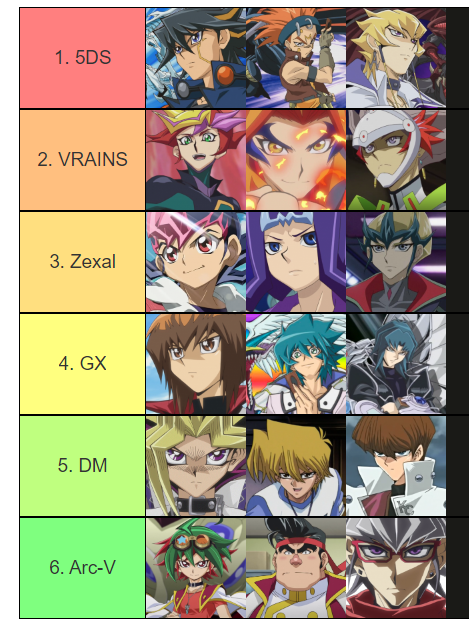 1. 5DS
2. VRAINS
3. Zexal
4. GX
5. DM
6. Arc-V